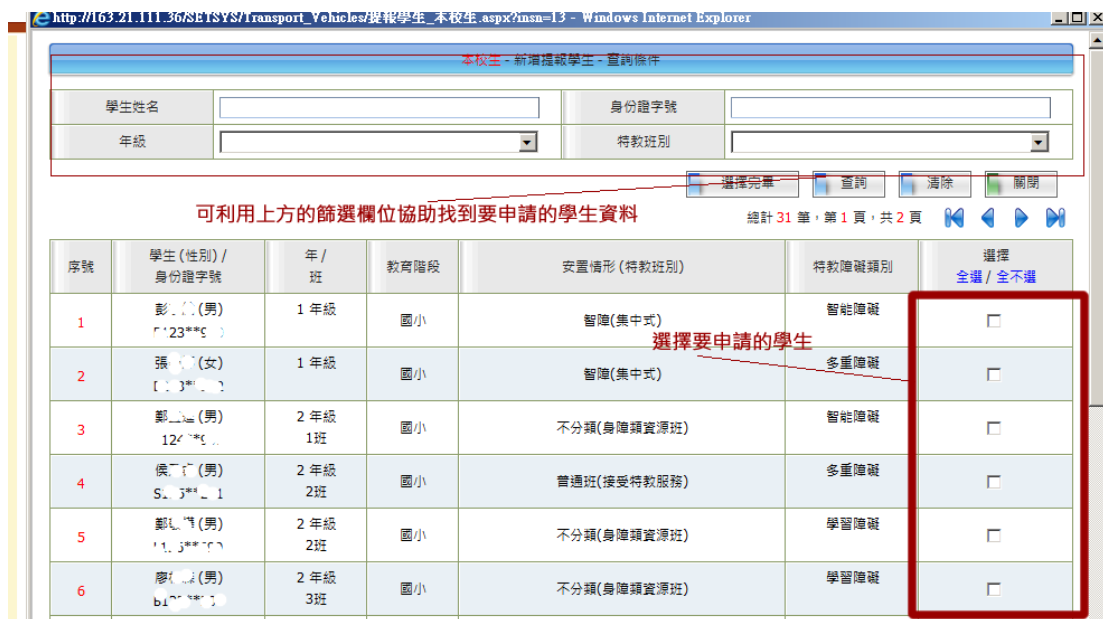 http://163.21.111.36/SETSYS/Transport_Vehicles/提報學生_本校生.aspx?insn=13 - Windows Internet Explorer
本校生 - 新增提報學生 - 查詢條件
學生姓名 身份證字號
年級 特教班別
選擇完畢 查詢 清除 關閉
可利用上方的篩選欄位協助找到要申請的學生資料
總計 31 筆，第 1 頁，共 2 頁
序號 學生 (性別) / 身份證字號 年 / 班 教育階段 安置情形 (特教班別) 特教障礙類別 選擇 全選 / 全不選
1 彭 (男) 1 年級 國小 智障(集中式) 智能障礙
選擇要申請的學生
2 張 (女) 1 年級 國小 智障(集中式) 多重障礙
3 鄭 (男) 2 年級 1班 國小 不分類(身障類資源班) 智能障礙
4 侯 (男) 2 年級 2班 國小 普通班(接受特教服務) 多重障礙
5 鄭 (男) 2 年級 2班 國小 不分類(身障類資源班) 學習障礙
6 廖 (男) 2 年級 3班 國小 不分類(身障類資源班) 學習障礙